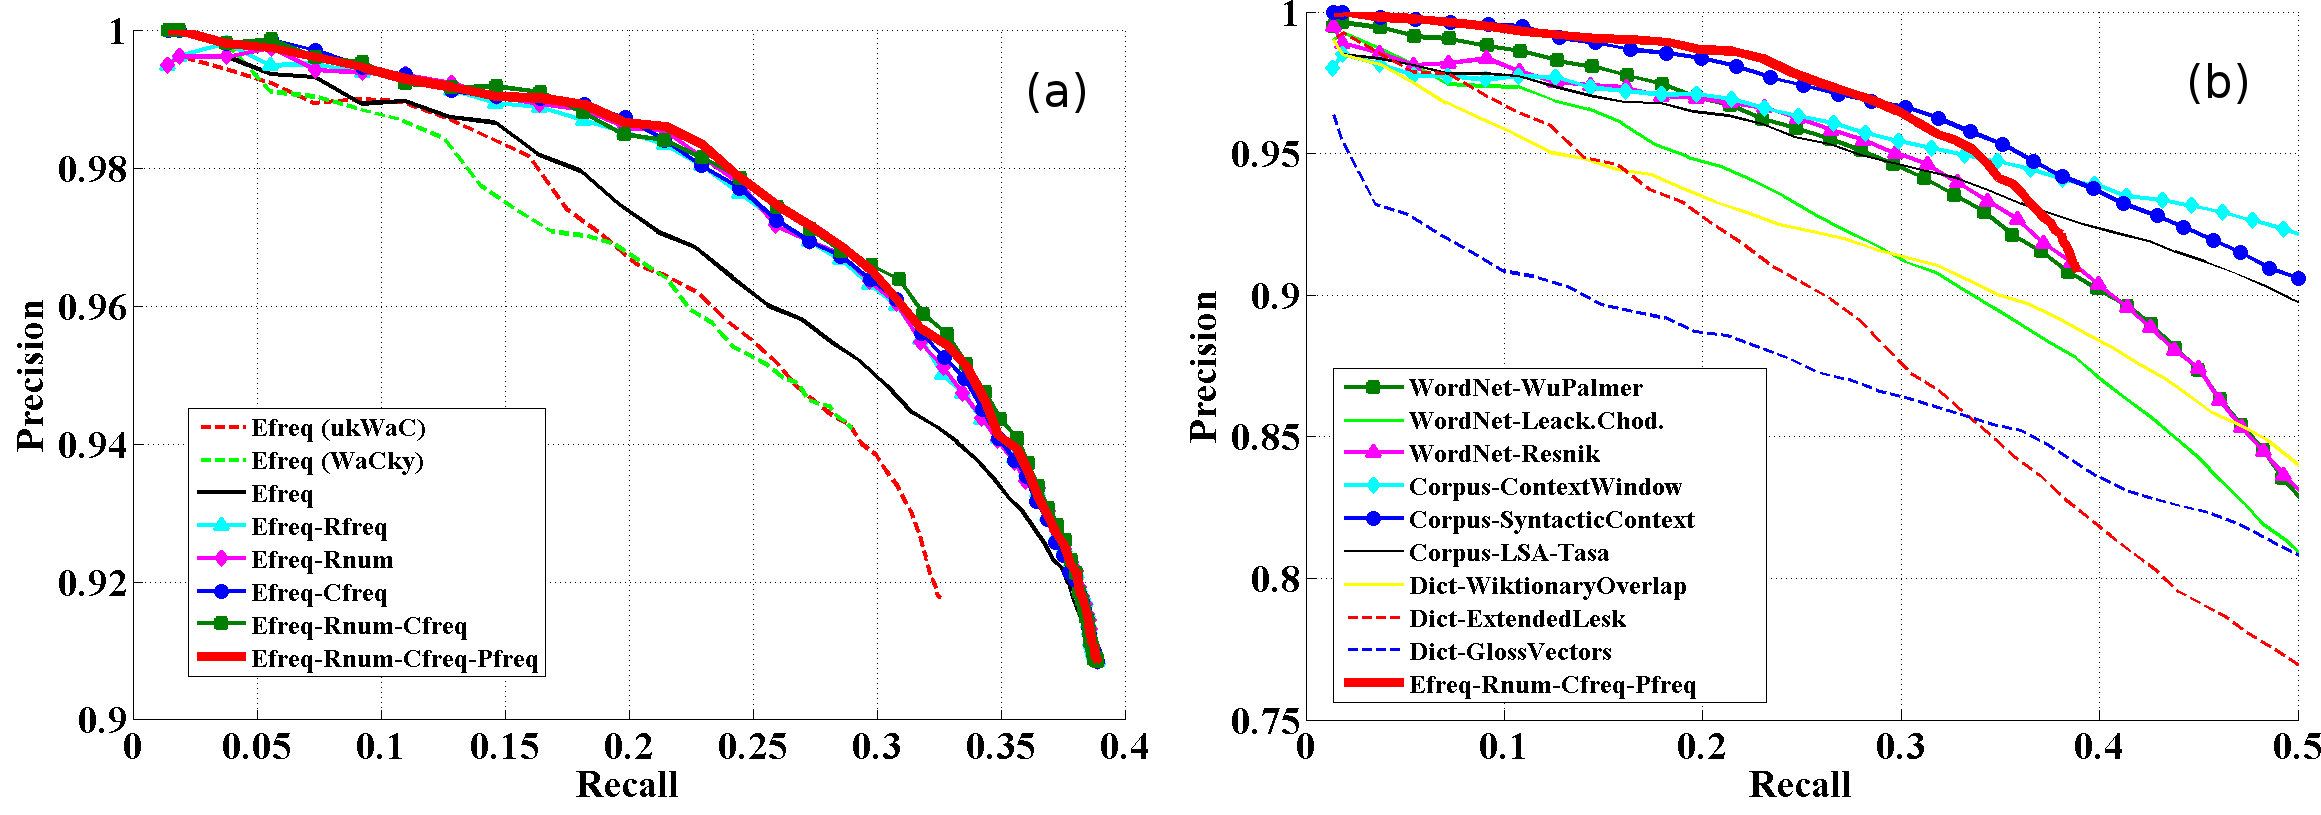 (a)
Precision
1
0.98
0.96
0.94
0.92
0.9
0 0.05 0.1 0.15 0.2 0.25 0.3 0.35 0.4
Recall
Efreq (ukWaC)
Efreq (WaCky)
Efreq
Efreq-Rfreq
Efreq-Rnum
Efreq-Cfreq
Efreq-Rnum-Cfreq
Efreq-Rnum-Cfreq-Pfreq
(b)
Precision
1
0.95
0.9
0.85
0.8
0.75
0 0.1 0.2 0.3 0.4 0.5
Recall
WordNet-WuPalmer
WordNet-Leack.Chod.
WordNet-Resnik
Corpus-ContextWindow
Corpus-SyntacticContext
Corpus-LSA-Tasa
Dict-WiktionaryOverlap
Dict-ExtendedLesk
Dict-GlossVectors
Efreq-Rnum-Cfreq-Pfreq